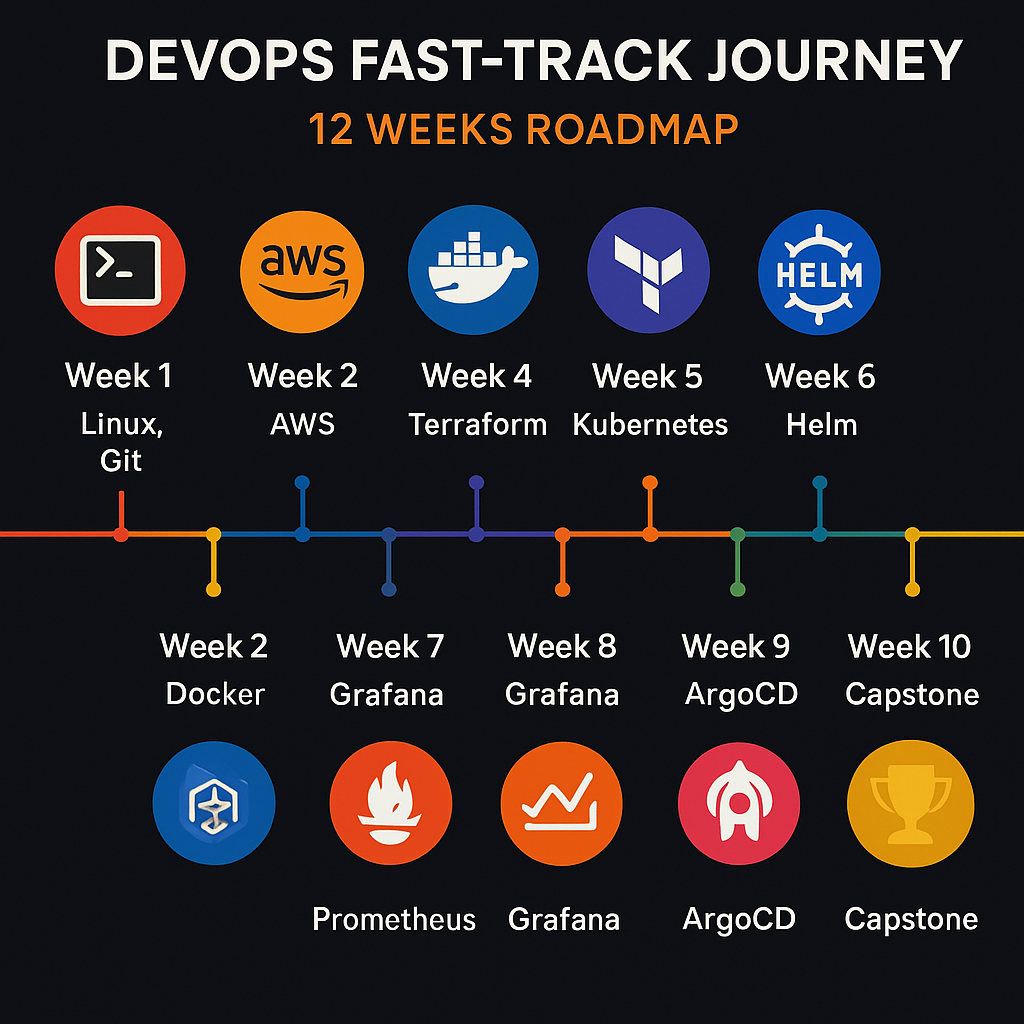 DEVOPS FAST-TRACK JOURNEY
12 WEEKS ROADMAP
aws
HELM
Week 1
Week 2
Week 4
Week 5
Week 6
Linux,
Git
AWS
Terraform
Kubernetes
Helm
Week 2
Week 7
Week 8
Week 9
Week 10
Docker
Grafana
Grafana
ArgoCD
Capstone
Prometheus
Grafana
ArgoCD
Capstone